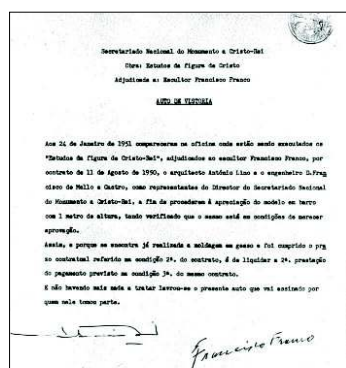 Secretariado Nacional do Monumento a Cristo-Rei
Obra: Estudos da figura de Cristo
Adjudicada a: Escultor Francisco Franco
AUTO DE VISTORIA
Aos 24 de Janeiro de 1951 compareceram na oficina onde estão sendo executados os
"Estudos da figura de Cristo-Rei", adjudicados ao escultor Francisco Franco, por
contrato de 11 de Agosto de 1950, o arquitecto António Lino e o engenheiro D.Fran
cisco de Mello e Castro, como representantes do Director do Secretariado Nacional
do Monumento a Cristo-Rei, a fim de procederem à apreciação do modelo em barro
com 1 metro de altura, tendo verificado que o mesmo está em condições de merecer
aprovação.
Assim, e porque se encontra já realizada a moldagem em gesso e foi cumprido o pra
zo contratual referido na condição 2ª. do contrato, é de liquidar a 2ª. prestação
do pagamento previsto na condição 3ª. do mesmo contrato.
E não havendo mais nada a tratar lavrou-se o presente auto que vai assinado por
quem nele tomou parte.
Francisco Franco